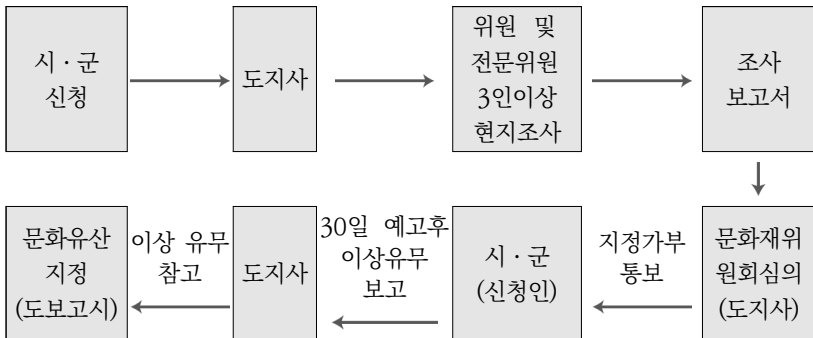 시 · 군
신청
도지사
위원 및
전문위원
3인이상
현지조사
조사
보고서
문화재위
원회심의
(도지사)
지정가부
통보
시 · 군
(신청인)
30일 예고후
이상유무
보고
도지사
이상 유무
참고
문화유산
지정
(도보고시)